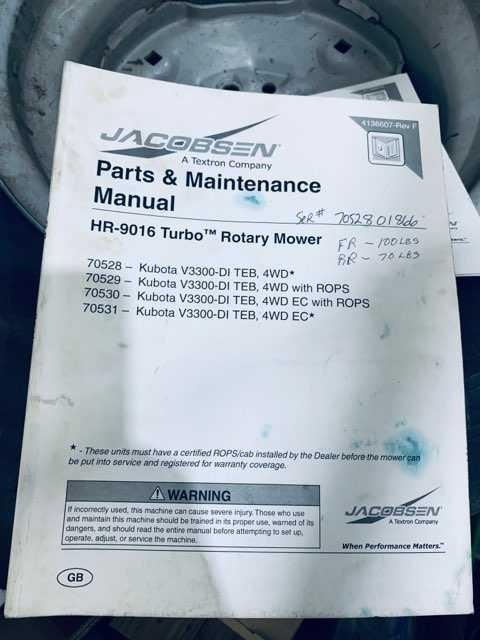 4136607-Rev F
JACOBSEN
A Textron Company
Parts & Maintenance
Manual
SER# 7052801866
HR-9016 Turbo™ Rotary Mower
FR - 100 LBS
RR - 70 LBS
70528 – Kubota V3300-DI TEB, 4WD*
70529 – Kubota V3300-DI TEB, 4WD with ROPS
70530 – Kubota V3300-DI TEB, 4WD EC with ROPS
70531 – Kubota V3300-DI TEB, 4WD EC*
* - These units must have a certified ROPS/cab installed by the Dealer before the mower can
be put into service and registered for warranty coverage.
WARNING
If incorrectly used, this machine can cause severe injury. Those who use
and maintain this machine should be trained in its proper use, warned of its
dangers, and should read the entire manual before attempting to set up,
operate, adjust, or service the machine.
JACOBSEN
A Textron Company
When Performance Matters.™
GB